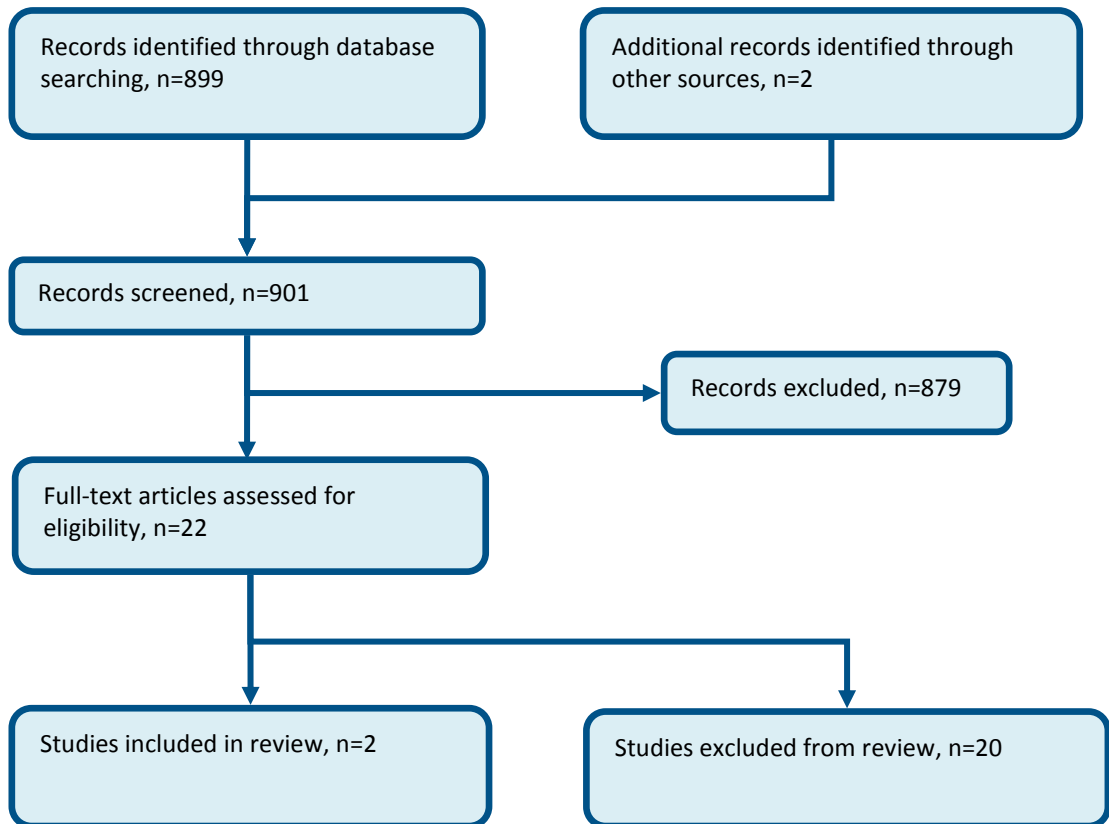 Records identified through database
searching, n=899
Additional records identified through
other sources, n=2
Records screened, n=901
Records excluded, n=879
Full-text articles assessed for
eligibility, n=22
Studies included in review, n=2
Studies excluded from review, n=20